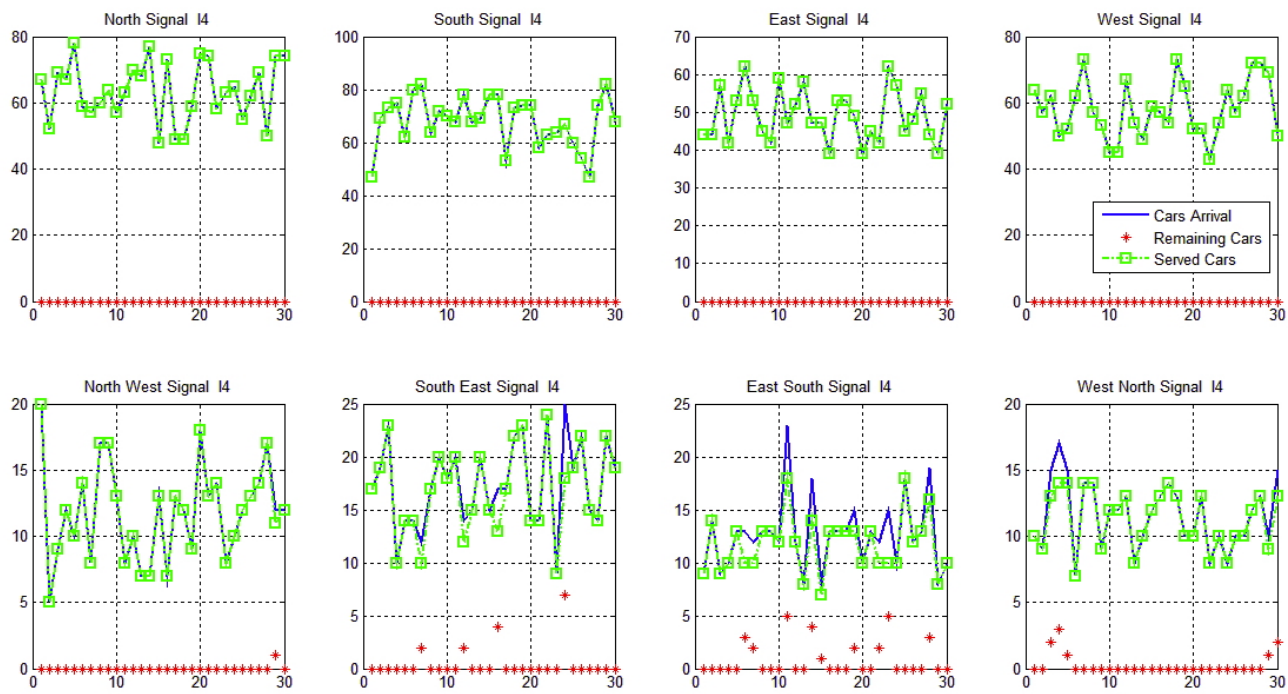 North Signal I4
80
60
40
20
0
0 10 20 30
South Signal I4
100
80
60
40
20
0
0 10 20 30
East Signal I4
70
60
50
40
30
20
10
0
0 10 20 30
West Signal I4
80
60
40
20
0
0 10 20 30
Cars Arrival
Remaining Cars
Served Cars
North West Signal I4
20
15
10
5
0
0 10 20 30
South East Signal I4
25
20
15
10
5
0
0 10 20 30
East South Signal I4
25
20
15
10
5
0
0 10 20 30
West North Signal I4
20
15
10
5
0
0 10 20 30